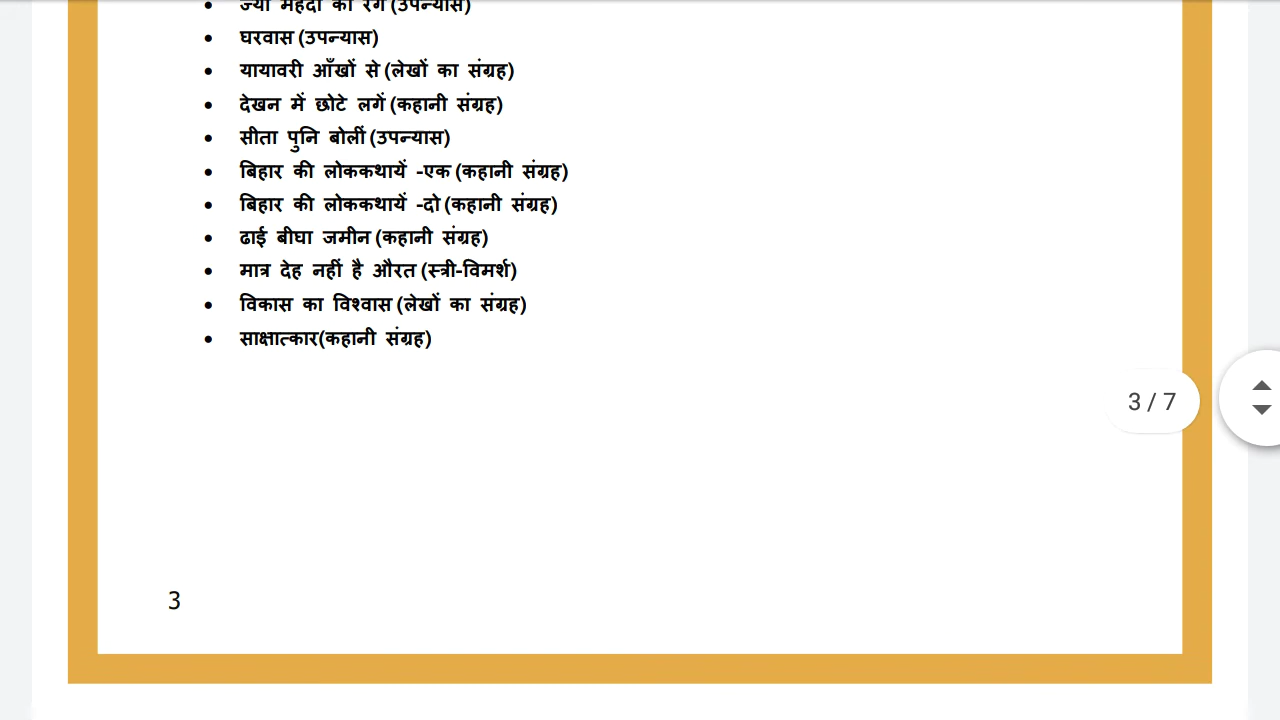 ज्यों मेहंदी को रंग (उपन्यास)
• घरवास (उपन्यास)
• यायावरी आँखों से (लेखों का संग्रह)
• देखन में छोटे लगें (कहानी संग्रह)
• सीता पुनि बोलीं (उपन्यास)
• बिहार की लोककथायें -एक (कहानी संग्रह)
• बिहार की लोककथायें -दो (कहानी संग्रह)
• ढाई बीघा जमीन (कहानी संग्रह)
• मात्र देह नहीं है औरत (स्त्री-विमर्श)
• विकास का विश्वास (लेखों का संग्रह)
• साक्षात्कार(कहानी संग्रह)
3 / 7
3